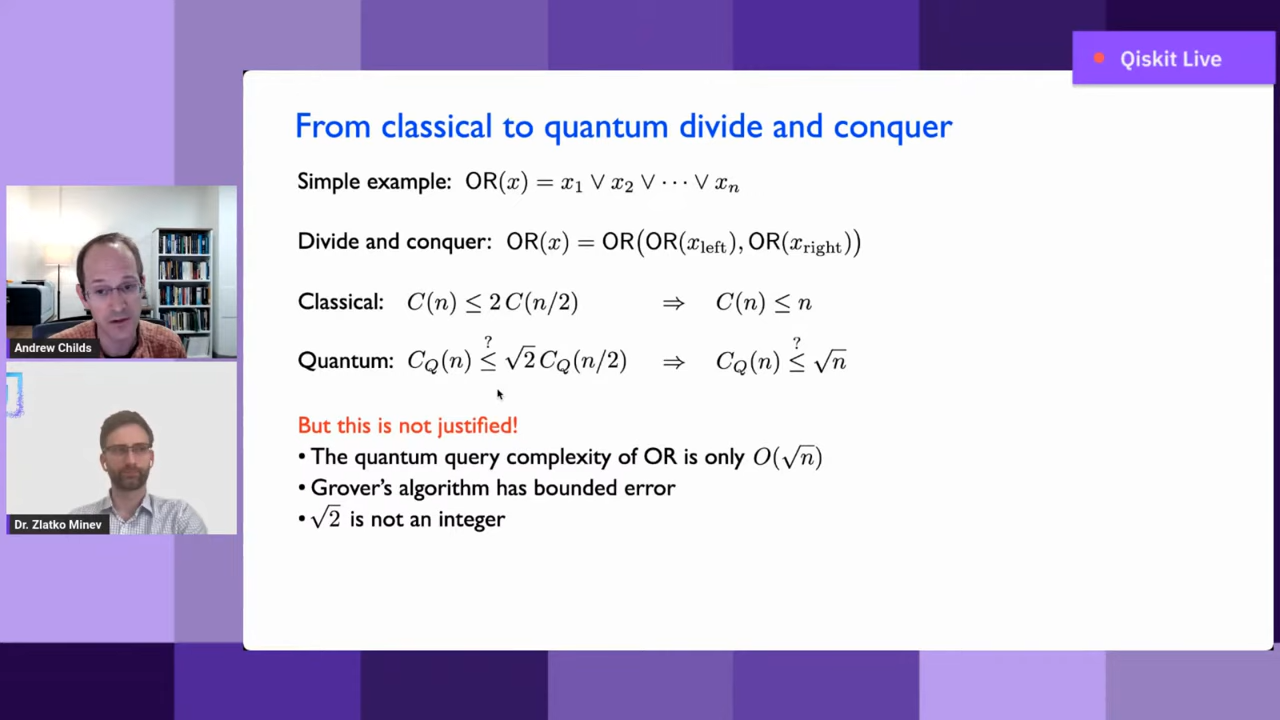 Qiskit Live
From classical to quantum divide and conquer
Simple example: OR(x) = x₁ ∨ x₂ ∨ ⋯ ∨ xₙ
Divide and conquer: OR(x) = OR(OR(x_left), OR(x_right))
Classical: C(n) ≤ 2 C(n/2) ⇒ C(n) ≤ n
Quantum: C_Q(n) ≤^? √2 C_Q(n/2) ⇒ C_Q(n) ≤^? √n
But this is not justified!
• The quantum query complexity of OR is only O(√n)
• Grover's algorithm has bounded error
• √2 is not an integer
Andrew Childs
Dr. Zlatko Minev